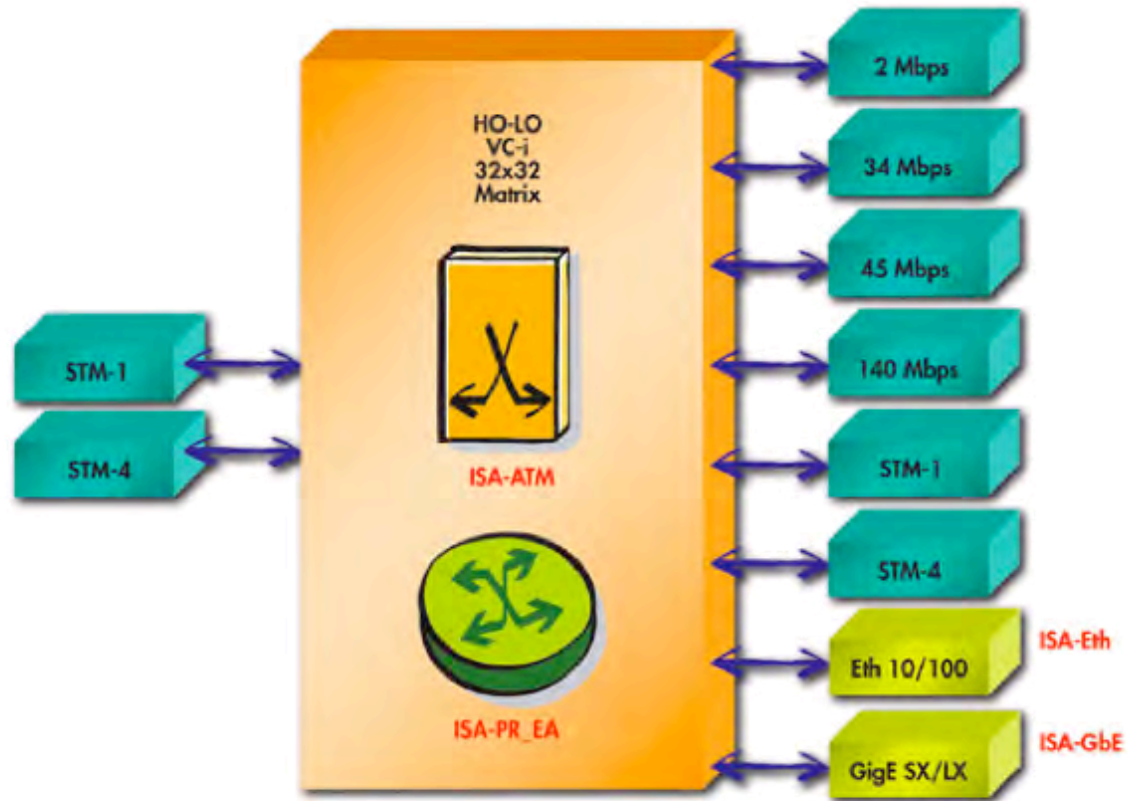 HO-LO
VC-i
32x32
Matrix
ISA-ATM
ISA-PR_EA
STM-1
STM-4
2 Mbps
34 Mbps
45 Mbps
140 Mbps
STM-1
STM-4
Eth 10/100
ISA-Eth
GigE SX/LX
ISA-GbE